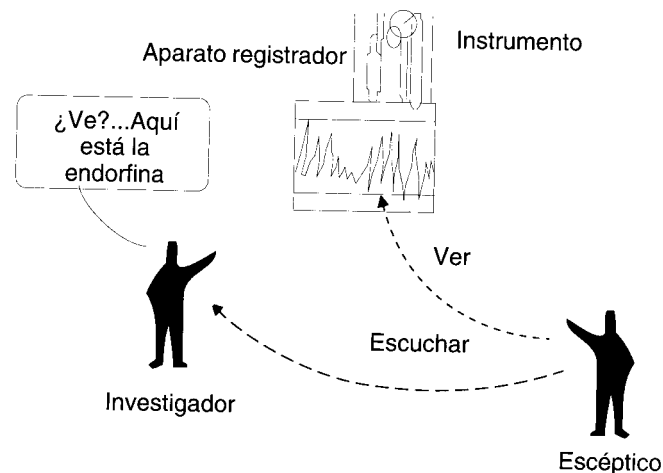 Aparato registrador
Instrumento
¿Ve?...Aquí
está la
endorfina
Ver
Escuchar
Investigador
Escéptico